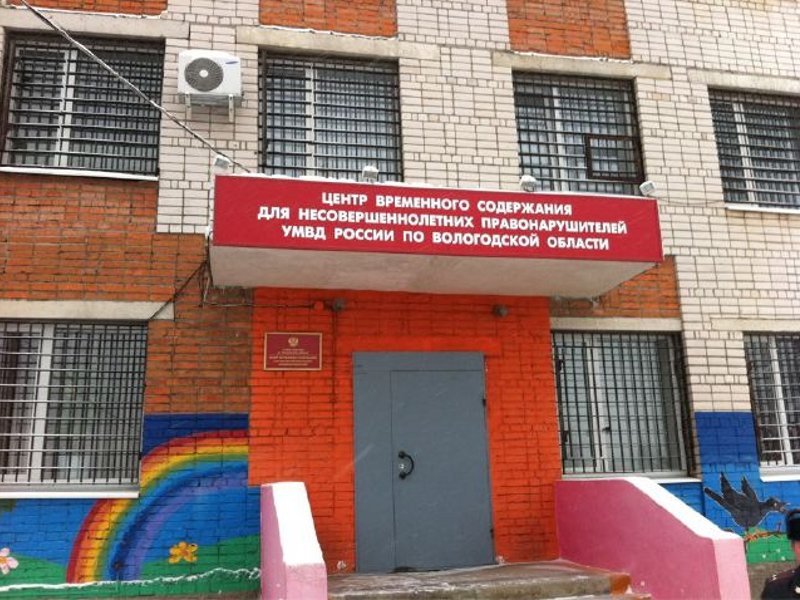 ЦЕНТР ВРЕМЕННОГО СОДЕРЖАНИЯ
ДЛЯ НЕСОВЕРШЕННОЛЕТНИХ ПРАВОНАРУШИТЕЛЕЙ
УМВД РОССИИ ПО ВОЛОГОДСКОЙ ОБЛАСТИ